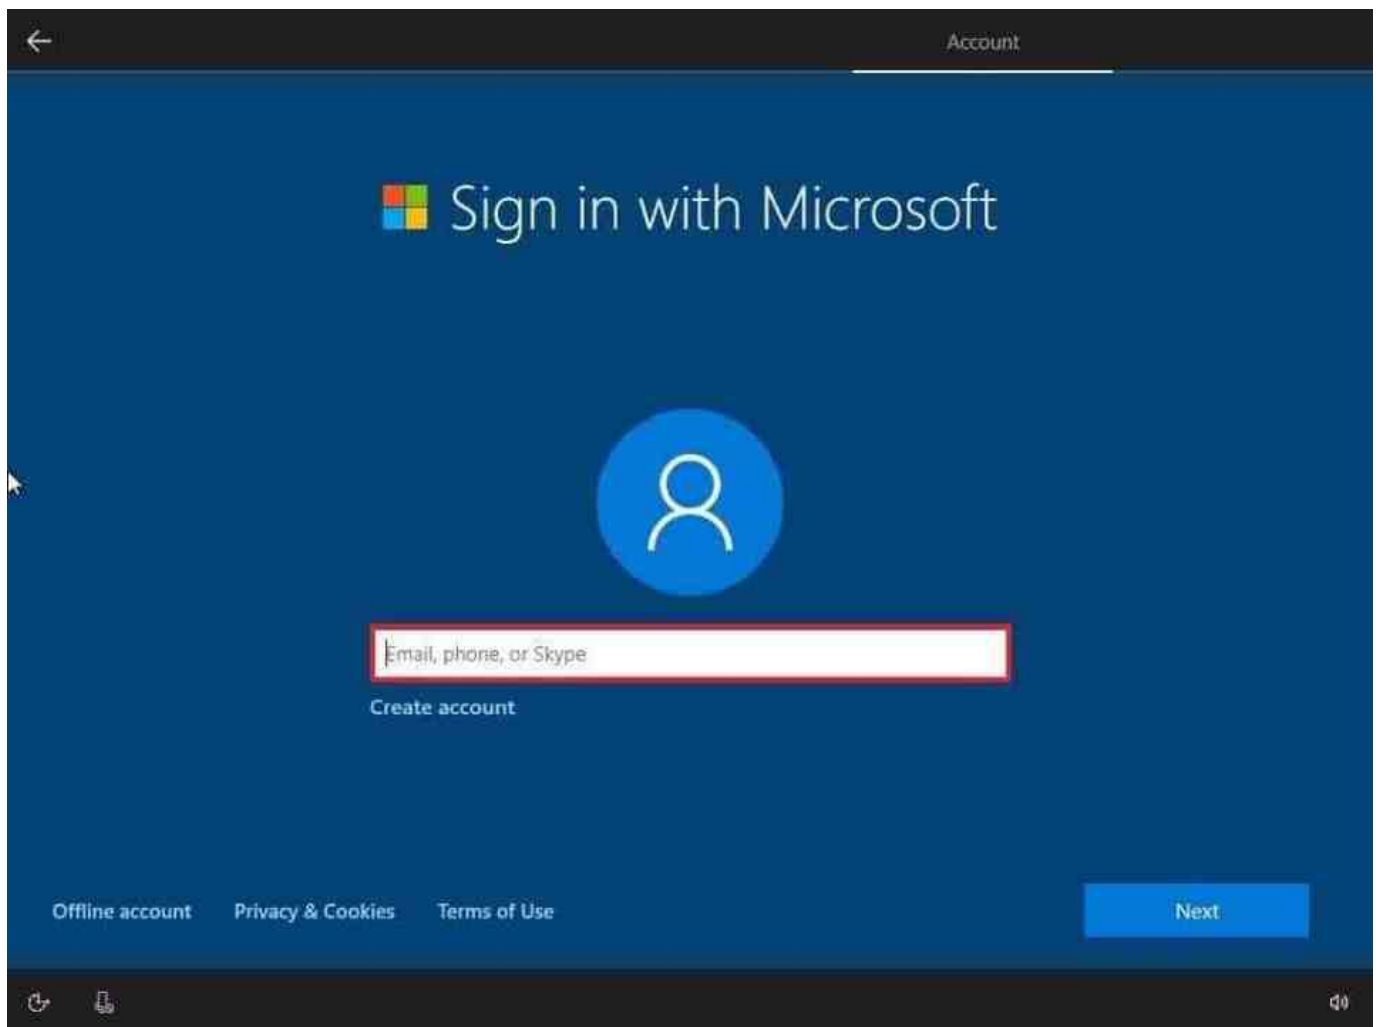 Account
Sign in with Microsoft
Email, phone, or Skype
Create account
Offline account Privacy & Cookies Terms of Use Next